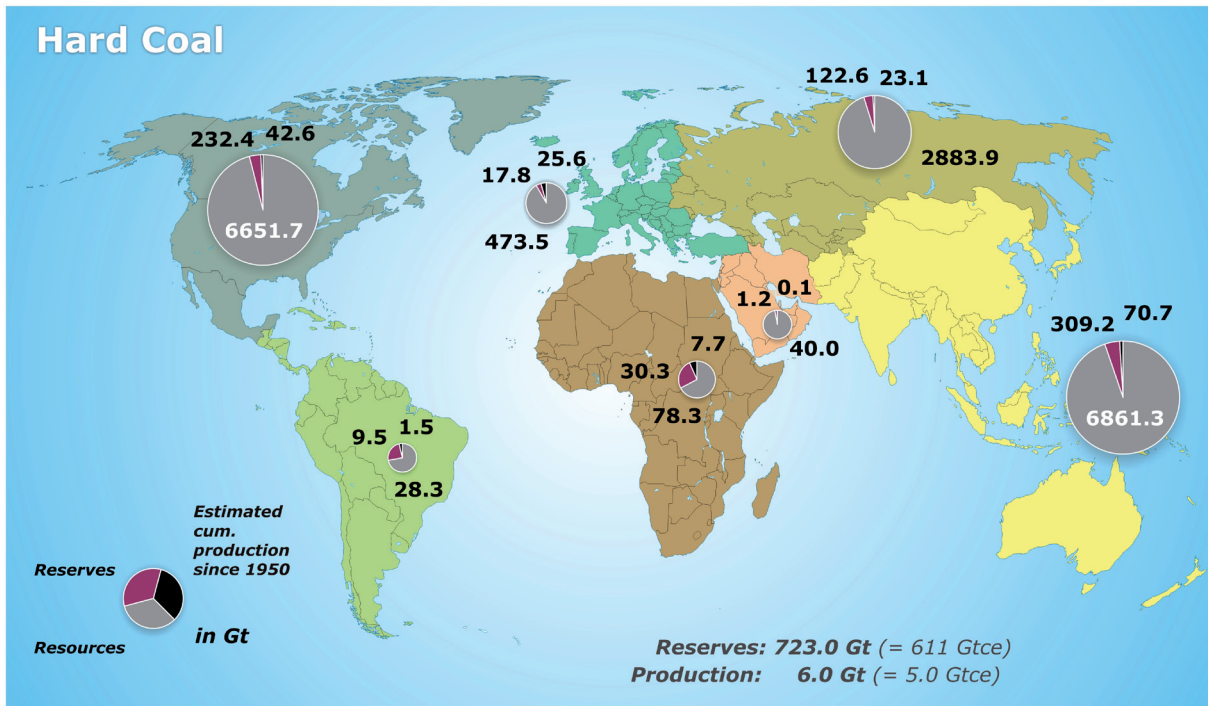 Hard Coal
122.6 23.1
2883.9
232.4 42.6
6651.7
25.6
17.8
473.5
0.1
1.2
40.0
7.7
30.3
78.3
70.7
309.2
6861.3
1.5
9.5
28.3
Estimated
cum.
production
since 1950
Reserves
in Gt
Resources
Reserves: 723.0 Gt (= 611 Gtce)
Production: 6.0 Gt (= 5.0 Gtce)